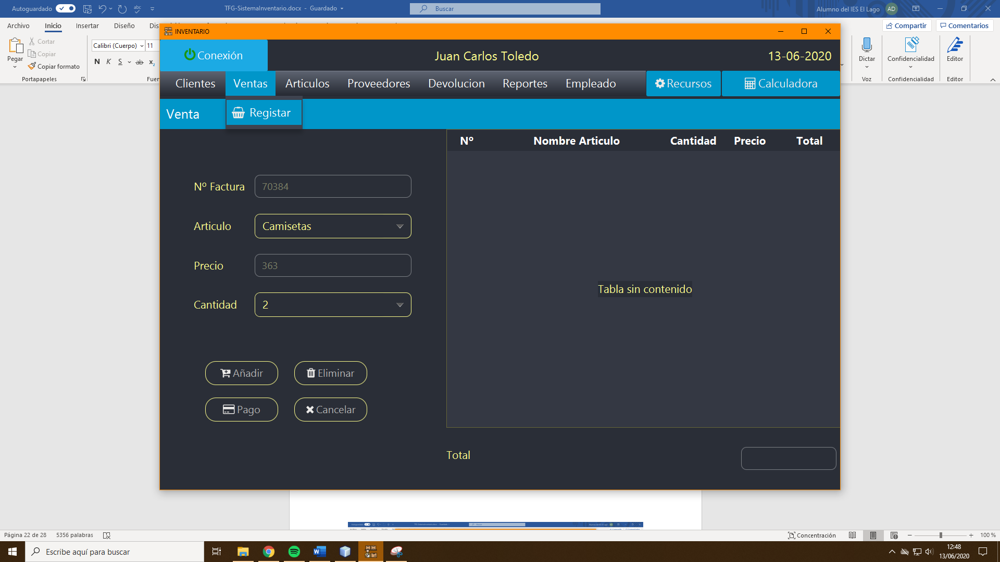 Autoguardado
TFG-SistemaInventario.docx - Guardado
Buscar
Alumno del IES El Lago
AD
Archivo
Inicio
Insertar
Diseño
Compartir
Comentarios
Pegar
Cortar
Copiar
Copiar formato
Portapapeles
Calibri (Cuerpo)
11
N K S ab x₂
Dictar
Voz
Confidencialidad
Confidencialidad
Editor
Editor
INVENTARIO
Conexión
Juan Carlos Toledo
13-06-2020
Clientes
Ventas
Articulos
Proveedores
Devolucion
Reportes
Empleado
Recursos
Calculadora
Venta
Registar
Nº
Nombre Articulo
Cantidad
Precio
Total
Nº Factura
70384
Articulo
Camisetas
Precio
363
Cantidad
2
Tabla sin contenido
Añadir
Eliminar
Pago
Cancelar
Total
Página 22 de 28
5356 palabras
Concentración
100 %
Escribe aquí para buscar
12:48
13/06/2020